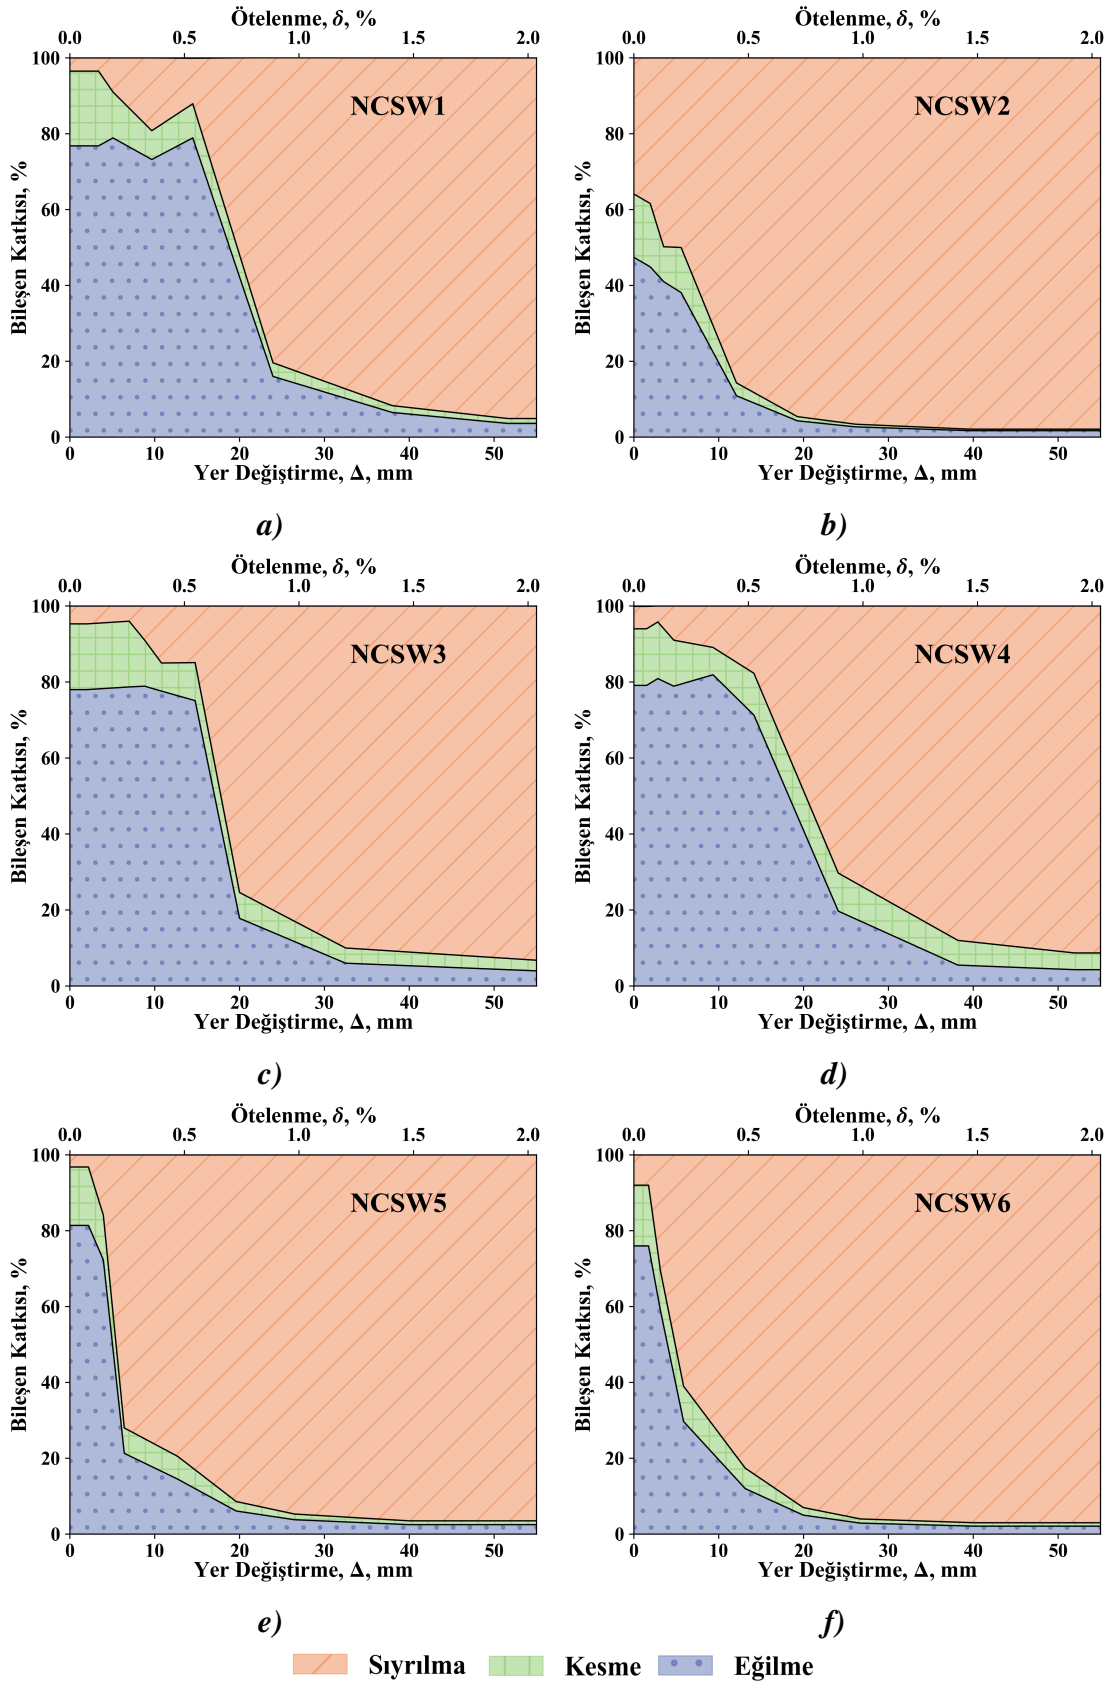 Ötelenme, δ, % Ötelenme, δ, %
0.0 0.5 1.0 1.5 2.0 0.0 0.5 1.0 1.5 2.0
100 100
NCSW1 NCSW2
80 80
60 60
40 40
20 20
0 0
Bileşen Katkısı, % Bileşen Katkısı, %
0 10 20 30 40 50 0 10 20 30 40 50
Yer Değiştirme, Δ, mm Yer Değiştirme, Δ, mm
a) b)
Ötelenme, δ, % Ötelenme, δ, %
0.0 0.5 1.0 1.5 2.0 0.0 0.5 1.0 1.5 2.0
100 100
NCSW3 NCSW4
80 80
60 60
40 40
20 20
0 0
Bileşen Katkısı, % Bileşen Katkısı, %
0 10 20 30 40 50 0 10 20 30 40 50
Yer Değiştirme, Δ, mm Yer Değiştirme, Δ, mm
c) d)
Ötelenme, δ, % Ötelenme, δ, %
0.0 0.5 1.0 1.5 2.0 0.0 0.5 1.0 1.5 2.0
100 100
NCSW5 NCSW6
80 80
60 60
40 40
20 20
0 0
Bileşen Katkısı, % Bileşen Katkısı, %
0 10 20 30 40 50 0 10 20 30 40 50
Yer Değiştirme, Δ, mm Yer Değiştirme, Δ, mm
e) f)
Sıyrılma Kesme Eğilme